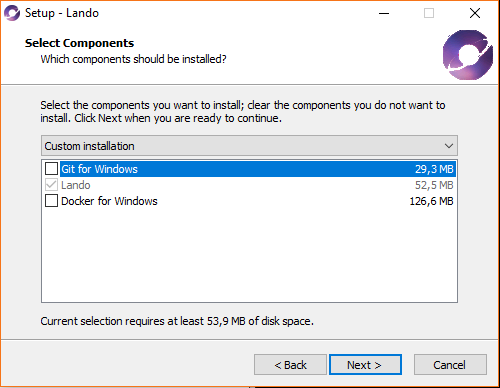 Setup - Lando
Select Components
Which components should be installed?
Select the components you want to install; clear the components you do not want to
install. Click Next when you are ready to continue.
Custom installation
Git for Windows 29,3 MB
Lando 52,5 MB
Docker for Windows 126,6 MB
Current selection requires at least 53,9 MB of disk space.
< Back Next > Cancel